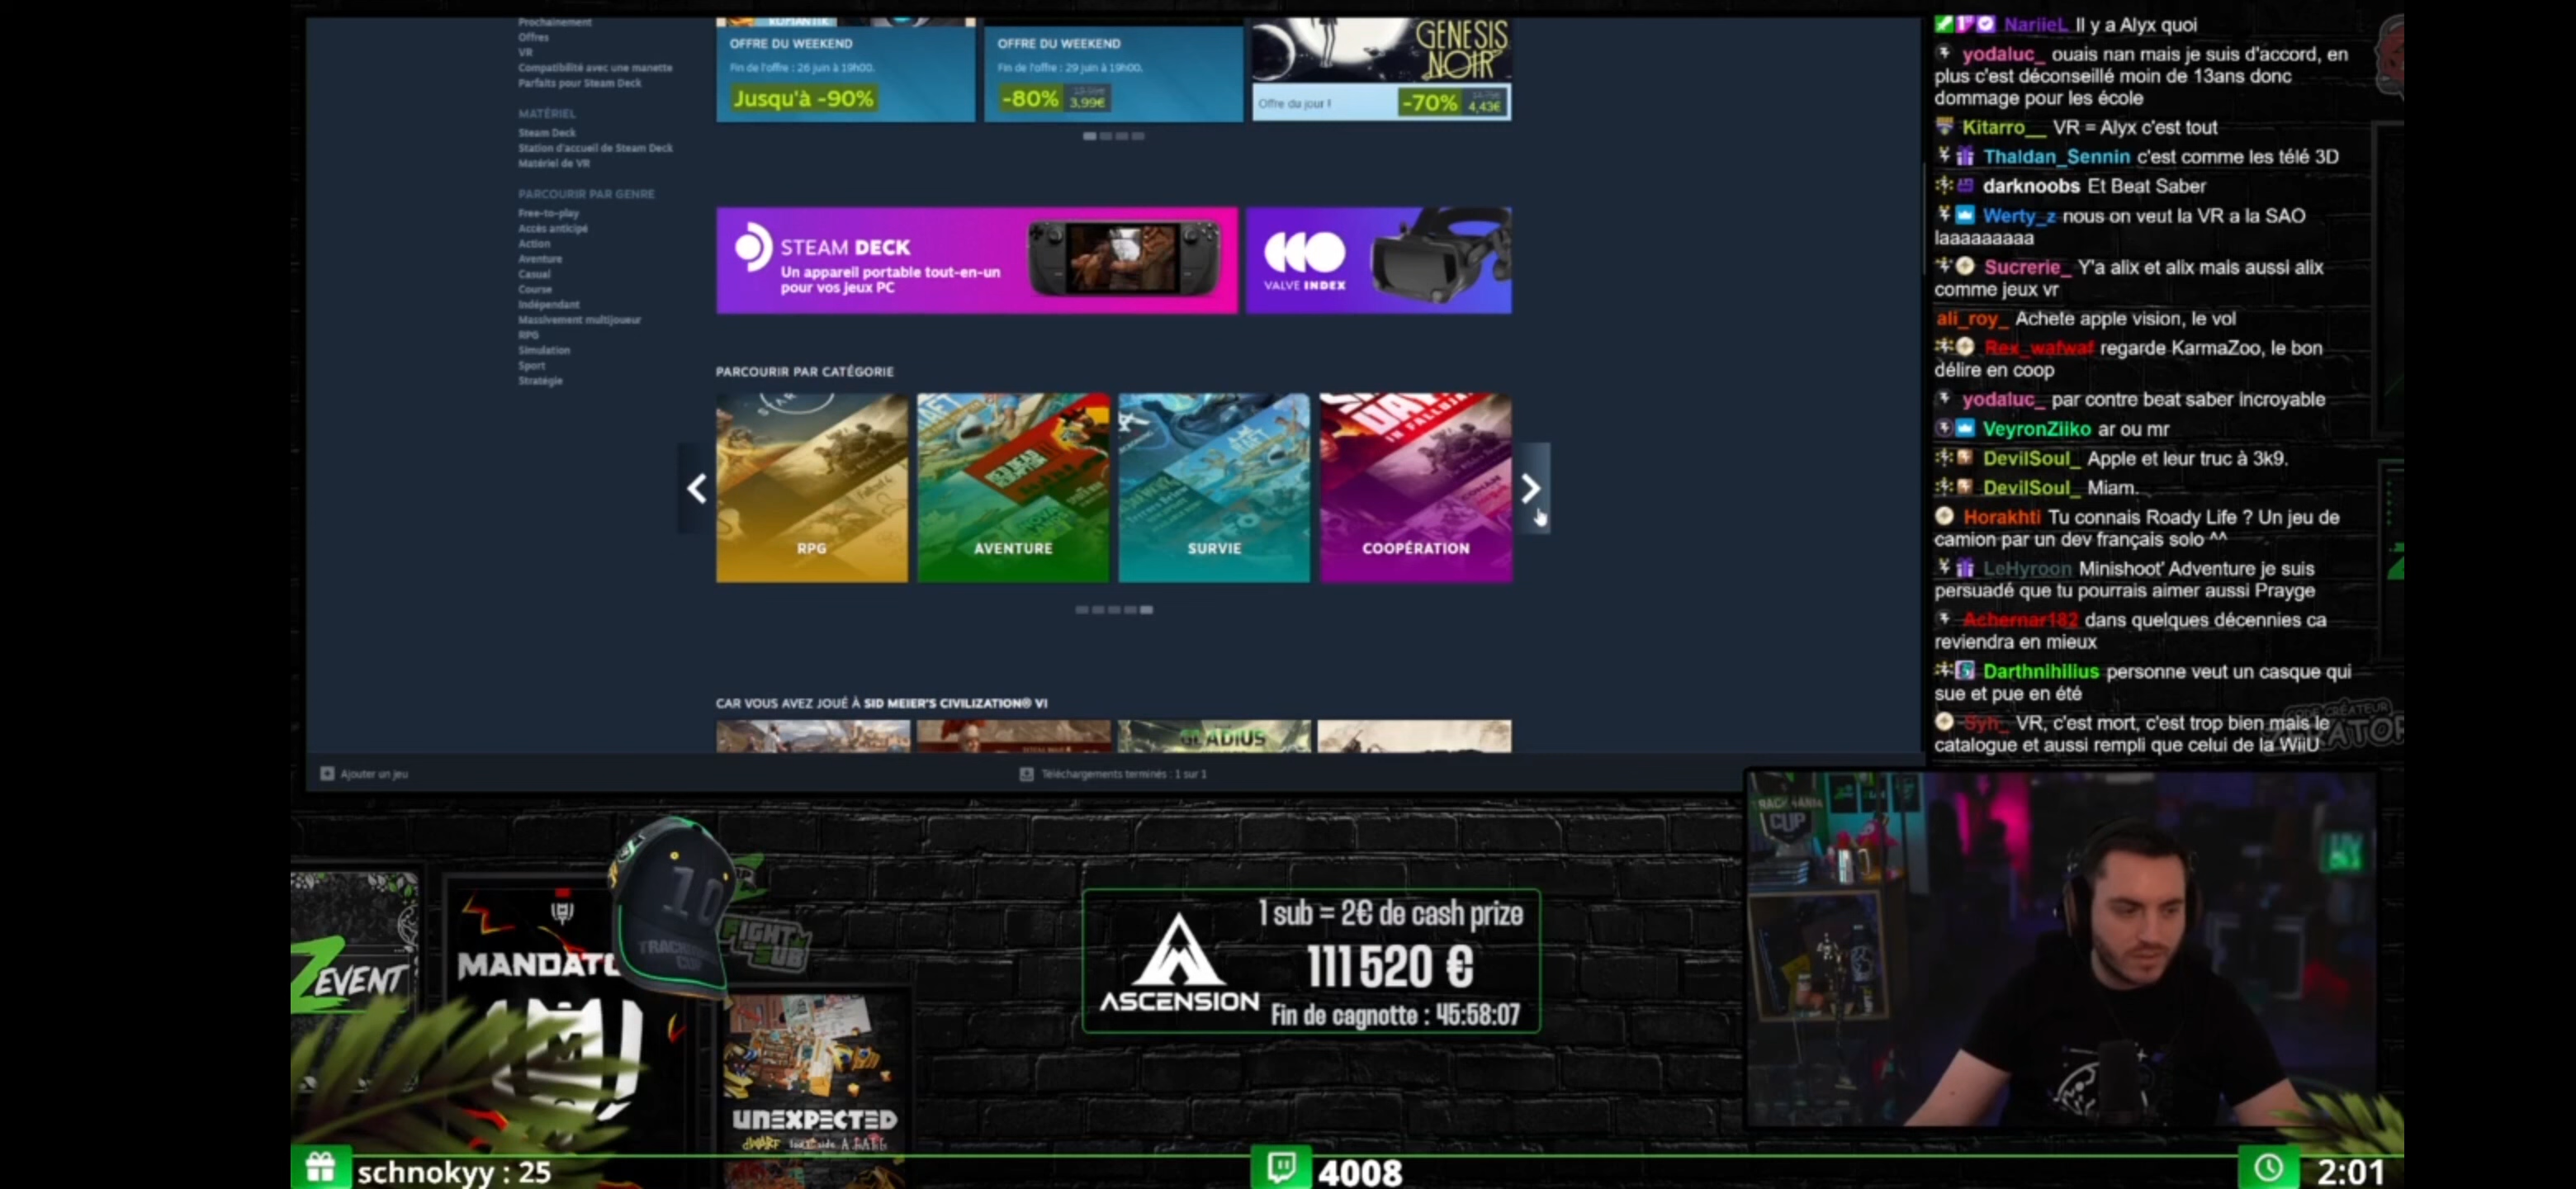 Prochainement
Offres
VR
Compatibilité avec une manette
Parfaits pour Steam Deck
MATÉRIEL
Steam Deck
Station d'accueil de Steam Deck
Matériel de VR
PARCOURIR PAR GENRE
Free-to-play
Accès anticipé
Action
Aventure
Casual
Course
Indépendant
Massivement multijoueur
RPG
Simulation
Sport
Stratégie
OFFRE DU WEEKEND
Fin de l'offre : 26 juin à 19h00.
Jusqu'à -90%
OFFRE DU WEEKEND
Fin de l'offre : 29 juin à 19h00.
-80%
3,99€
GENESIS
NOIR
Offre du jour !
-70%
4,43€
STEAM DECK
Un appareil portable tout-en-un
pour vos jeux PC
VALVE INDEX
PARCOURIR PAR CATÉGORIE
RPG
AVENTURE
SURVIE
COOPÉRATION
CAR VOUS AVEZ JOUÉ À SID MEIER'S CIVILIZATION® VI
GLADIUS
Ajouter un jeu
Téléchargements terminés : 1 sur 1
NariieL Il y a Alyx quoi
yodaluc_ ouais nan mais je suis d'accord, en
plus c'est déconseillé moin de 13ans donc
dommage pour les école
Kitarro__ VR = Alyx c'est tout
Thaldan_Sennin c'est comme les télé 3D
darknoobs Et Beat Saber
Werty_z nous on veut la VR a la SAO
laaaaaaaaa
Sucrerie_ Y'a alix et alix mais aussi alix
comme jeux vr
ali_roy_ Achete apple vision, le vol
Rex_wafwaf regarde KarmaZoo, le bon
délire en coop
yodaluc_ par contre beat saber incroyable
VeyronZiiko ar ou mr
DevilSoul_ Apple et leur truc à 3k9.
DevilSoul_ Miam.
Horakhti Tu connais Roady Life ? Un jeu de
camion par un dev français solo ^^
LeHyroon Minishoot' Adventure je suis
persuadé que tu pourrais aimer aussi Prayge
Achernar182 dans quelques décennies ca
reviendra en mieux
Darthnihilius personne veut un casque qui
sue et pue en été
Syh_ VR, c'est mort, c'est trop bien mais le
catalogue et aussi rempli que celui de la WiiU
TRACKMANIA
CUP
ZEVENT
MANDATO
10
FIGHT
SUB
UNEXPECTED
ASCENSION
1 sub = 2€ de cash prize
111 520 €
Fin de cagnotte : 45:58:07
schnokyy : 25
4008
2:01